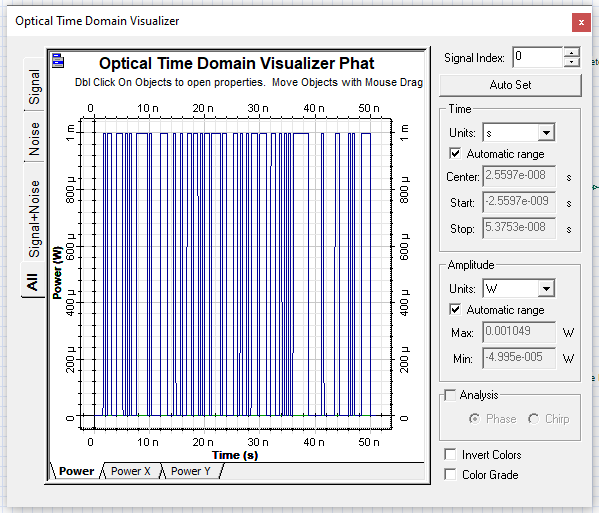 Optical Time Domain Visualizer
x
Optical Time Domain Visualizer Phat
Dbl Click On Objects to open properties. Move Objects with Mouse Drag
Signal
Noise
Signal+Noise
All
0 10 n 20 n 30 n 40 n 50 n
1 m 1 m
800 µ 800 µ
600 µ 600 µ
400 µ 400 µ
200 µ 200 µ
0 0
Power (W)
0 10 n 20 n 30 n 40 n 50 n
Time (s)
Power Power X Power Y
Signal Index: 0
Auto Set
Time
Units: s
Automatic range
Center: 2.5597e-008 s
Start: -2.5597e-009 s
Stop: 5.3753e-008 s
Amplitude
Units: W
Automatic range
Max: 0.001049 W
Min: -4.995e-005 W
Analysis
Phase Chirp
Invert Colors
Color Grade